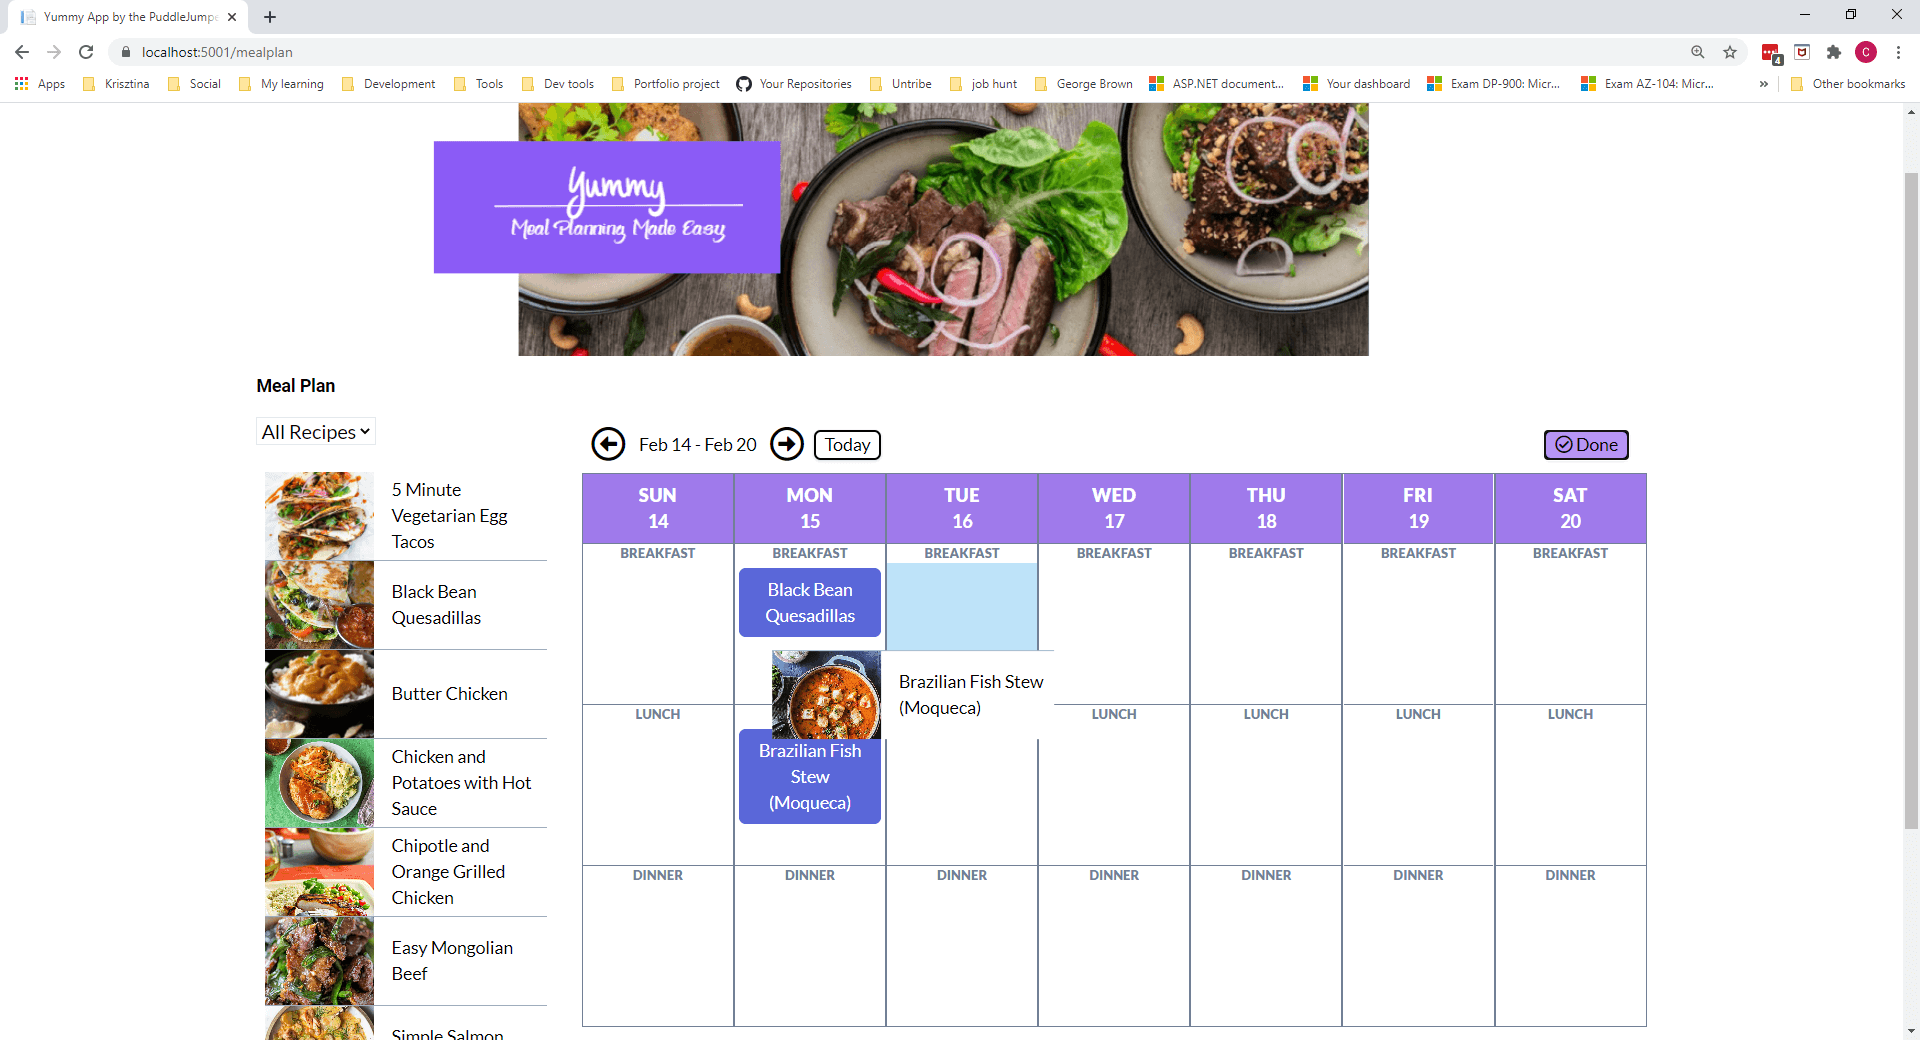 Yummy App by the PuddleJumpe
localhost:5001/mealplan
4
C
Apps
Krisztina
Social
My learning
Development
Tools
Dev tools
Portfolio project
Your Repositories
Untribe
job hunt
George Brown
ASP.NET document...
Your dashboard
Exam DP-900: Micr...
Exam AZ-104: Micr...
»
Other bookmarks
Yummy
Meal Planning Made Easy
Meal Plan
All Recipes
Feb 14 - Feb 20
Today
Done
5 Minute
Vegetarian Egg
Tacos
Black Bean
Quesadillas
Butter Chicken
Chicken and
Potatoes with Hot
Sauce
Chipotle and
Orange Grilled
Chicken
Easy Mongolian
Beef
Simple Salmon
SUN MON TUE WED THU FRI SAT
14 15 16 17 18 19 20
BREAKFAST BREAKFAST BREAKFAST BREAKFAST BREAKFAST BREAKFAST BREAKFAST
Black Bean
Quesadillas
Brazilian Fish Stew
(Moqueca)
LUNCH LUNCH LUNCH LUNCH LUNCH
Brazilian Fish
Stew
(Moqueca)
DINNER DINNER DINNER DINNER DINNER DINNER DINNER